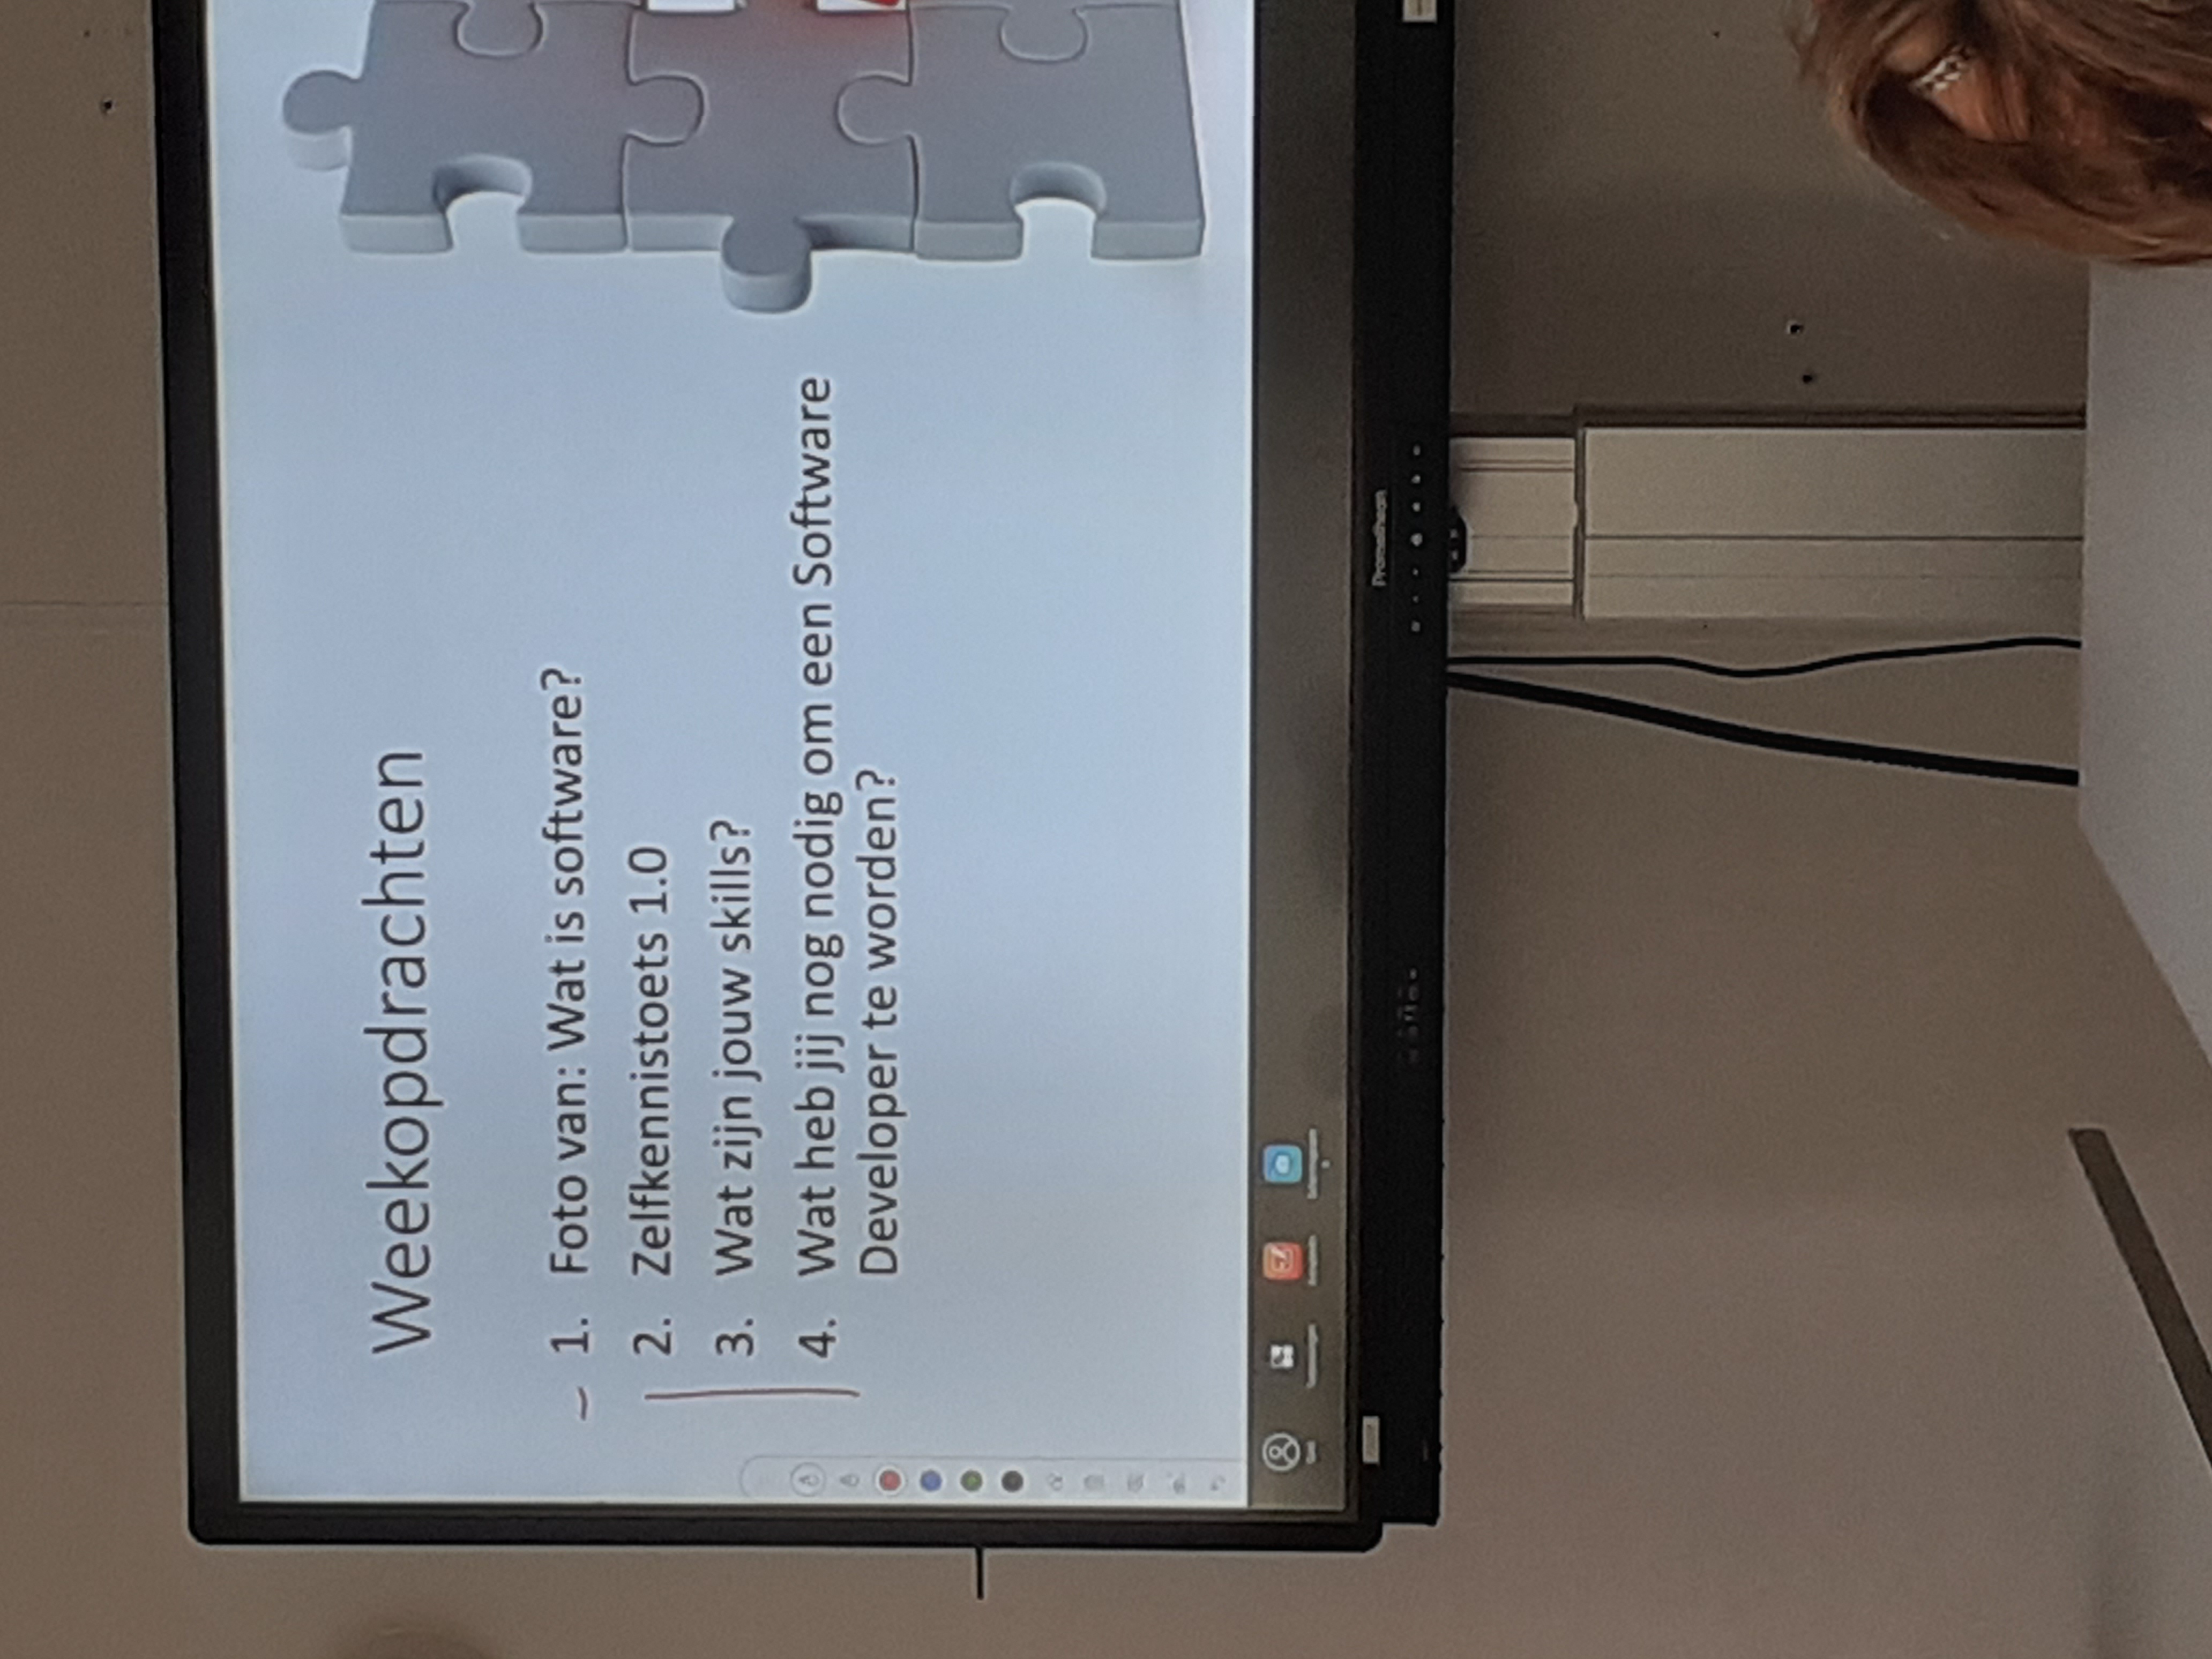 Weekopdrachten
1. Foto van: Wat is software?
2. Zelfkennistoets 1.0
3. Wat zijn jouw skills?
4. Wat heb jij nog nodig om een Software
Developer te worden?
Promethean